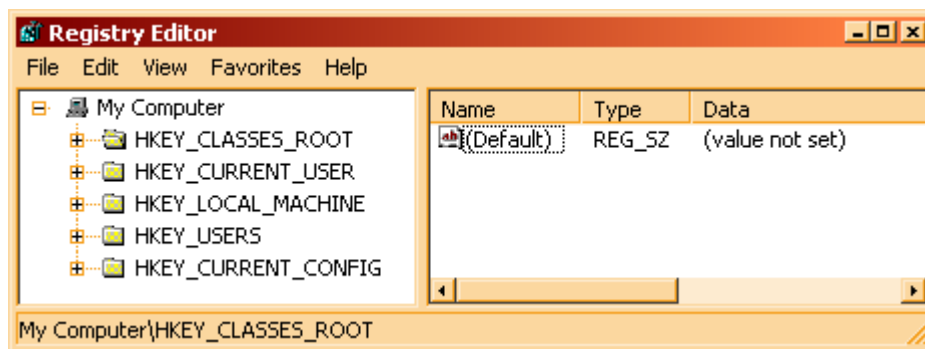 Registry Editor
File Edit View Favorites Help
My Computer
HKEY_CLASSES_ROOT
HKEY_CURRENT_USER
HKEY_LOCAL_MACHINE
HKEY_USERS
HKEY_CURRENT_CONFIG
Name Type Data
ab (Default) REG_SZ (value not set)
My Computer\HKEY_CLASSES_ROOT